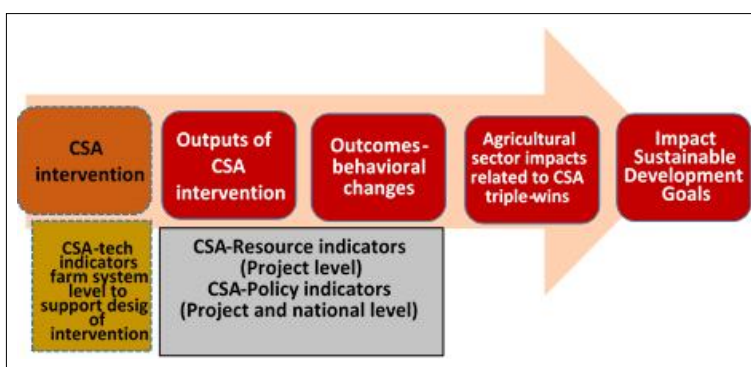 CSA
intervention
Outputs of
CSA
intervention
Outcomes-
behavioral
changes
Agricultural
sector impacts
related to CSA
triple-wins
Impact
Sustainable
Development
Goals
CSA-tech
indicators
farm system
level to
support desig
of
intervention
CSA-Resource indicators
(Project level)
CSA-Policy indicators
(Project and national level)